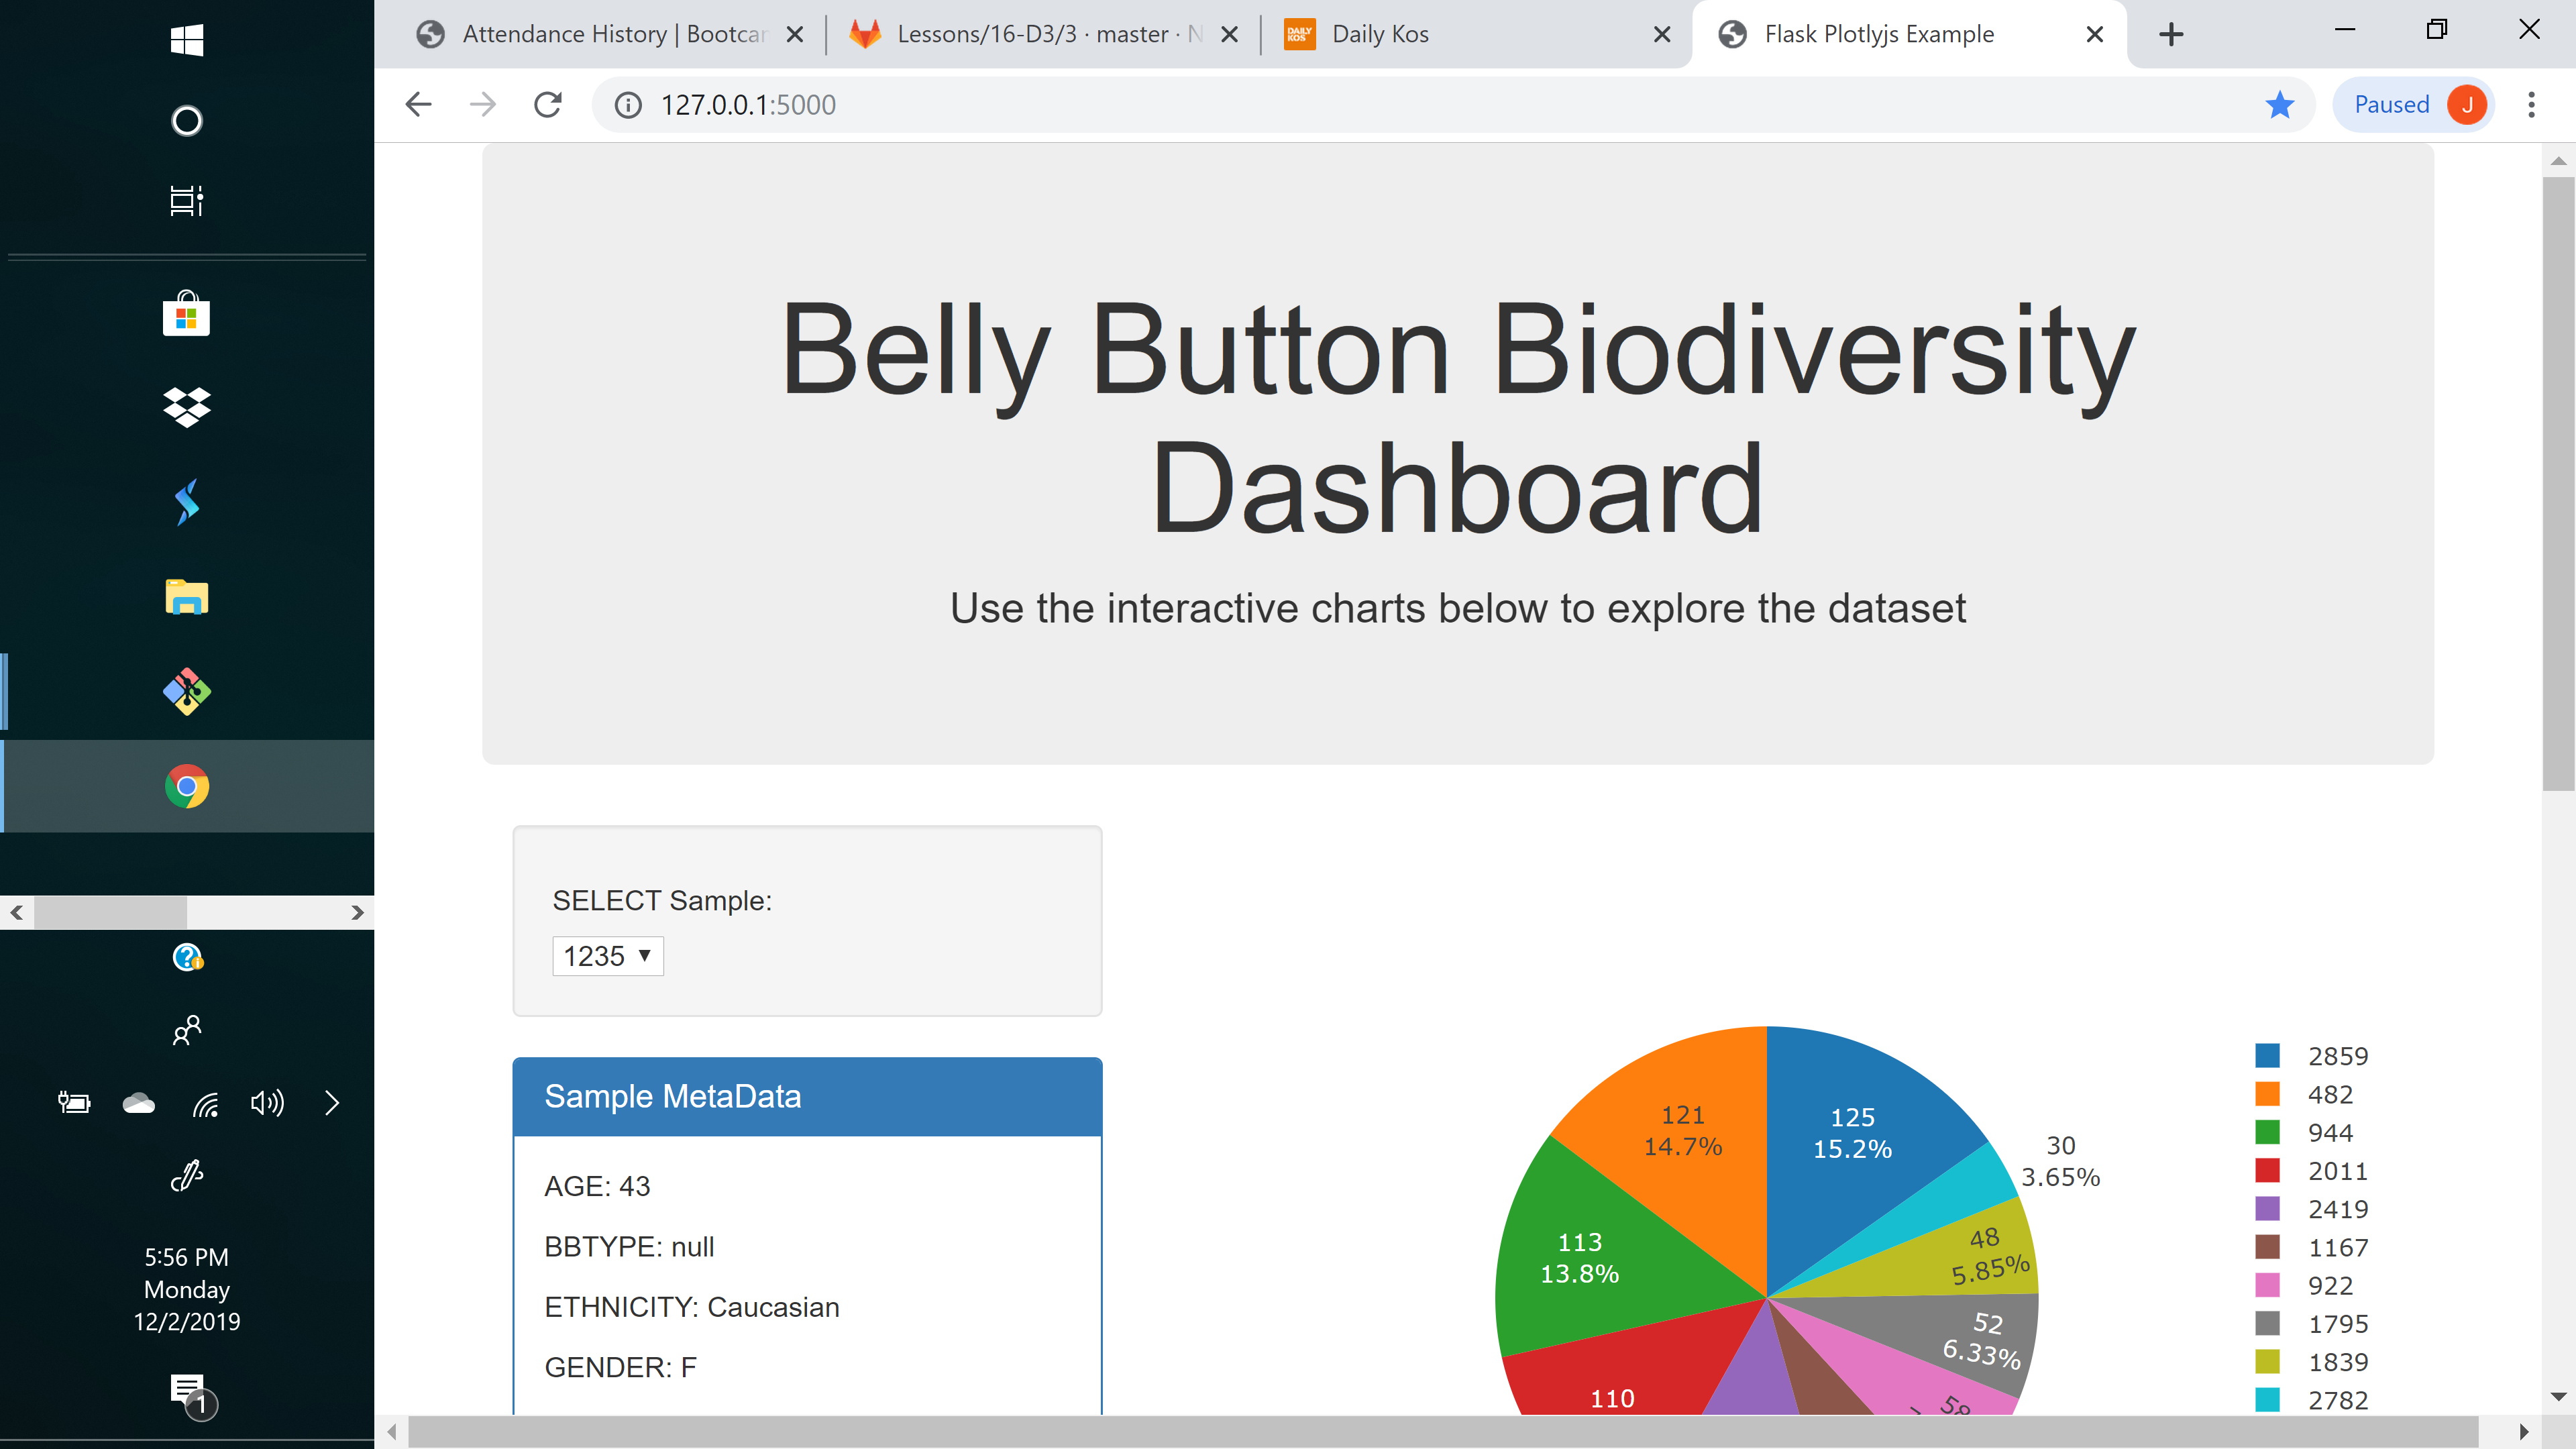 Attendance History | Bootcar
Lessons/16-D3/3 · master · N
DAILY KOS
Daily Kos
Flask Plotlyjs Example
127.0.0.1:5000
Paused
J
Belly Button Biodiversity
Dashboard
Use the interactive charts below to explore the dataset
SELECT Sample:
1235
Sample MetaData
AGE: 43
BBTYPE: null
ETHNICITY: Caucasian
GENDER: F
121
14.7%
125
15.2%
30
3.65%
113
13.8%
48
5.85%
52
6.33%
110
58
2859
482
944
2011
2419
1167
922
1795
1839
2782
5:56 PM
Monday
12/2/2019
1